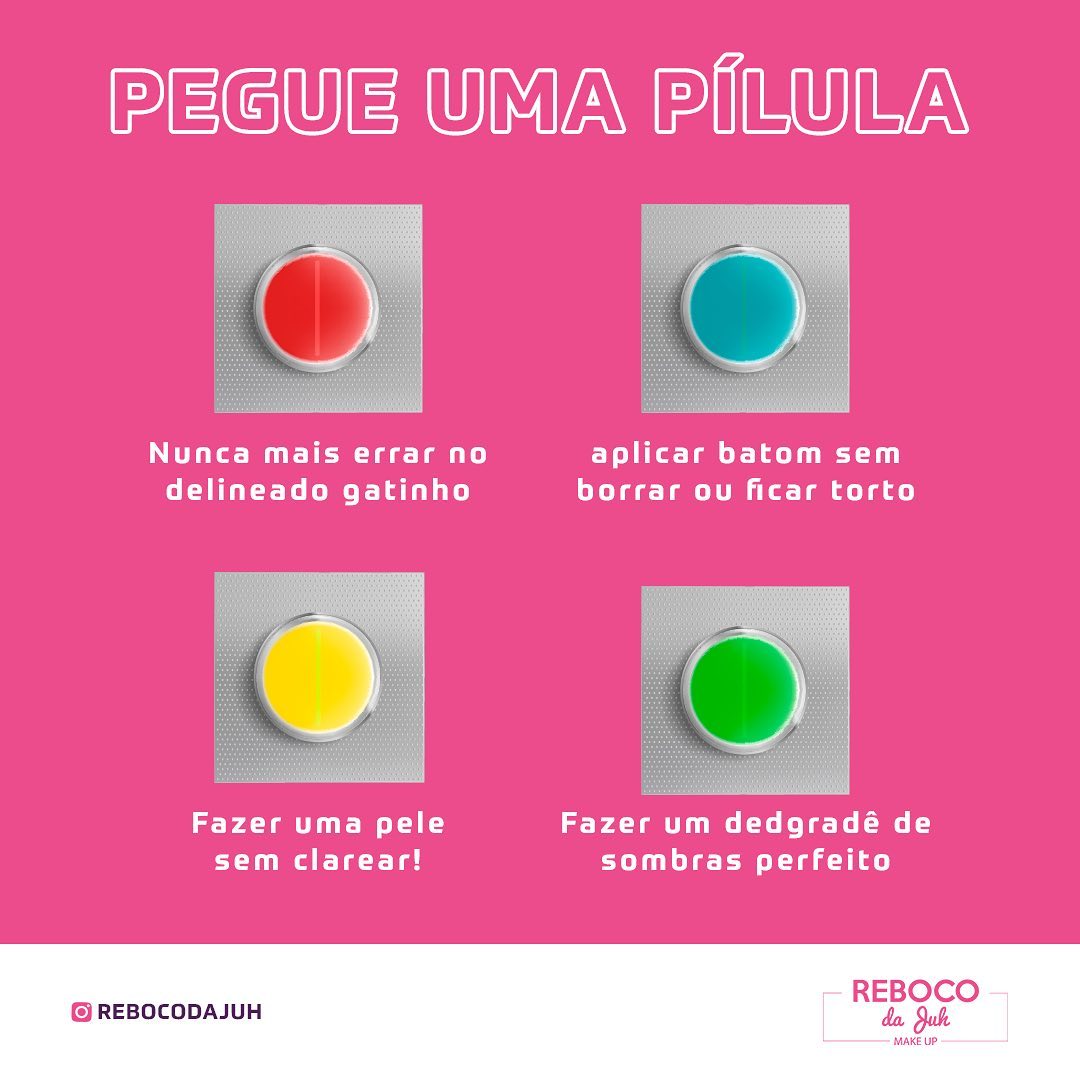 PEGUE UMA PÍLULA
Nunca mais errar no
delineado gatinho
aplicar batom sem
borrar ou ficar torto
Fazer uma pele
sem clarear!
Fazer um dedgradê de
sombras perfeito
REBOCODAJUH
REBOCO
da Juh
MAKE UP